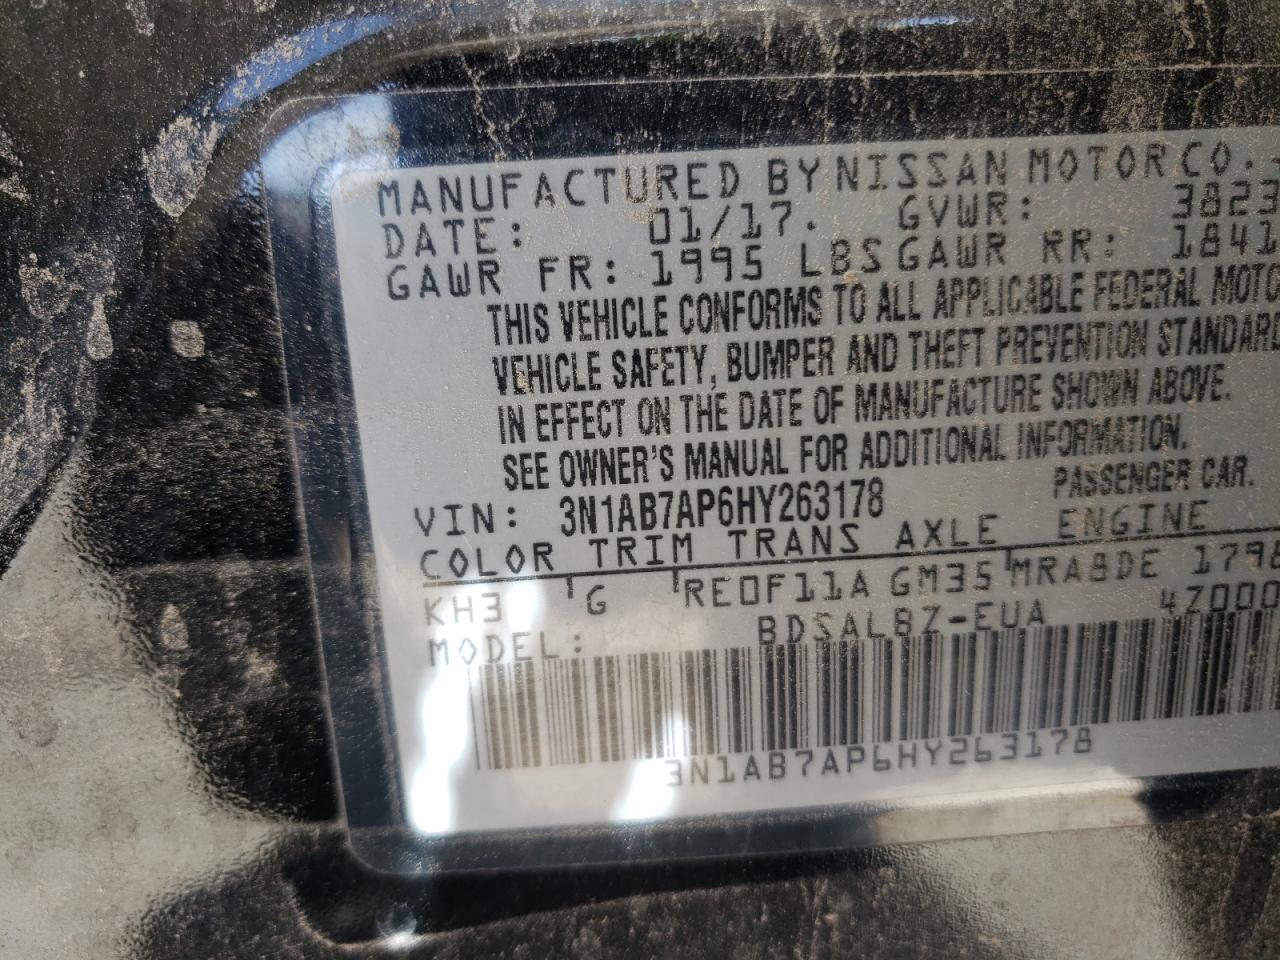 MANUFACTURED BY NISSAN MOTOR CO.
DATE: 01/17. GVWR: 3823
GAWR FR: 1995 LBS GAWR RR: 1841
THIS VEHICLE CONFORMS TO ALL APPLICABLE FEDERAL MOTO
VEHICLE SAFETY, BUMPER AND THEFT PREVENTION STANDARD
IN EFFECT ON THE DATE OF MANUFACTURE SHOWN ABOVE.
SEE OWNER'S MANUAL FOR ADDITIONAL INFORMATION.
PASSENGER CAR.
VIN: 3N1AB7AP6HY263178
COLOR TRIM TRANS AXLE ENGINE
KH3 G RE0F11A GM35 MRA8DE 1798
4Z000
MODEL: BDSALBZ-EUA
3N1AB7AP6HY263178